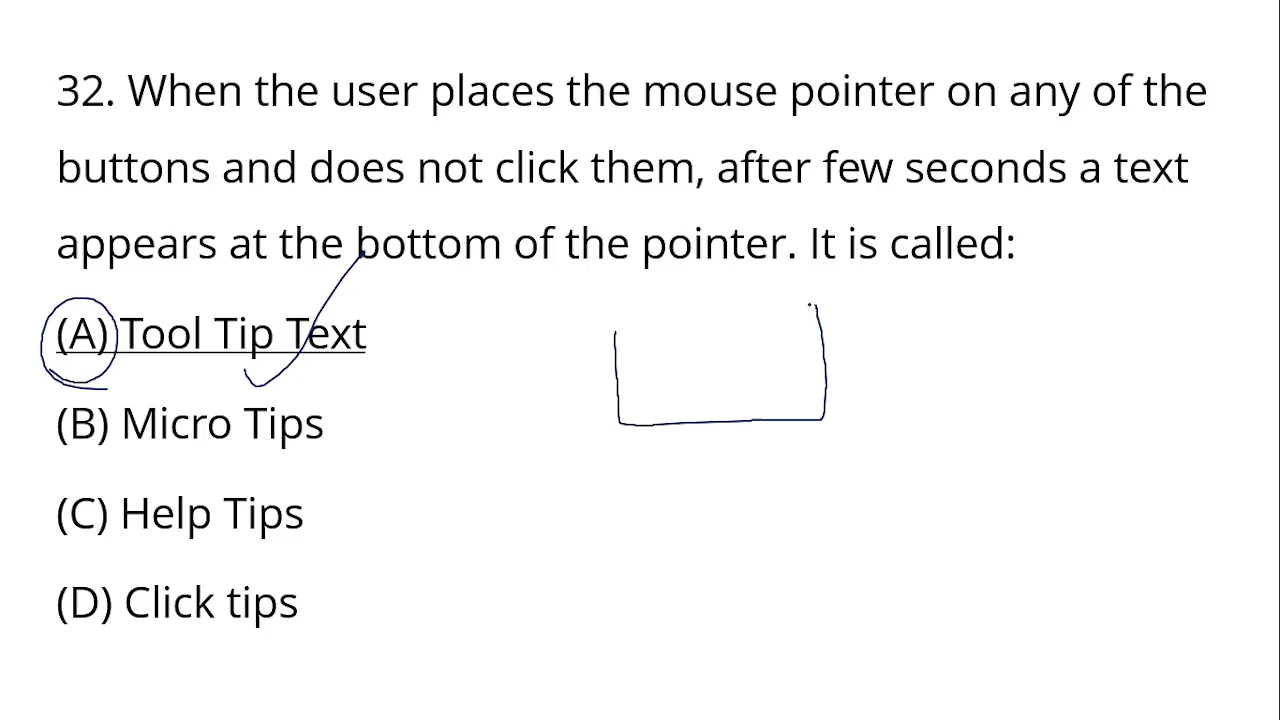 32. When the user places the mouse pointer on any of the
buttons and does not click them, after few seconds a text
appears at the bottom of the pointer. It is called:
(A) Tool Tip Text
(B) Micro Tips
(C) Help Tips
(D) Click tips